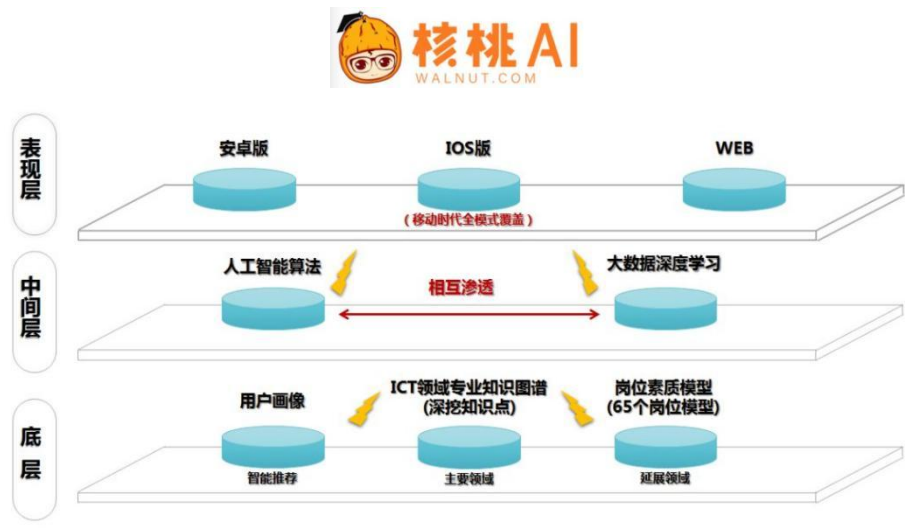 核桃AI
WALNUT.COM
表现层
安卓版
IOS版
WEB
(移动时代全模式覆盖)
中间层
人工智能算法
大数据深度学习
相互渗透
底层
用户画像
ICT领域专业知识图谱
(深挖知识点)
岗位素质模型
(65个岗位模型)
智能推荐
主要领域
延展领域